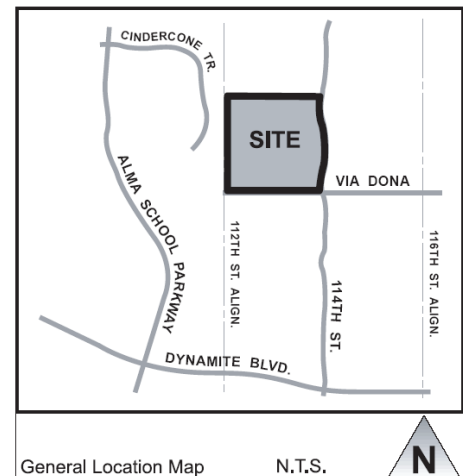 CINDERCONE TR.
SITE
VIA DONA
ALMA SCHOOL PARKWAY
112TH ST. ALIGN.
114TH ST.
116TH ST. ALIGN.
DYNAMITE BLVD.
General Location Map N.T.S. N